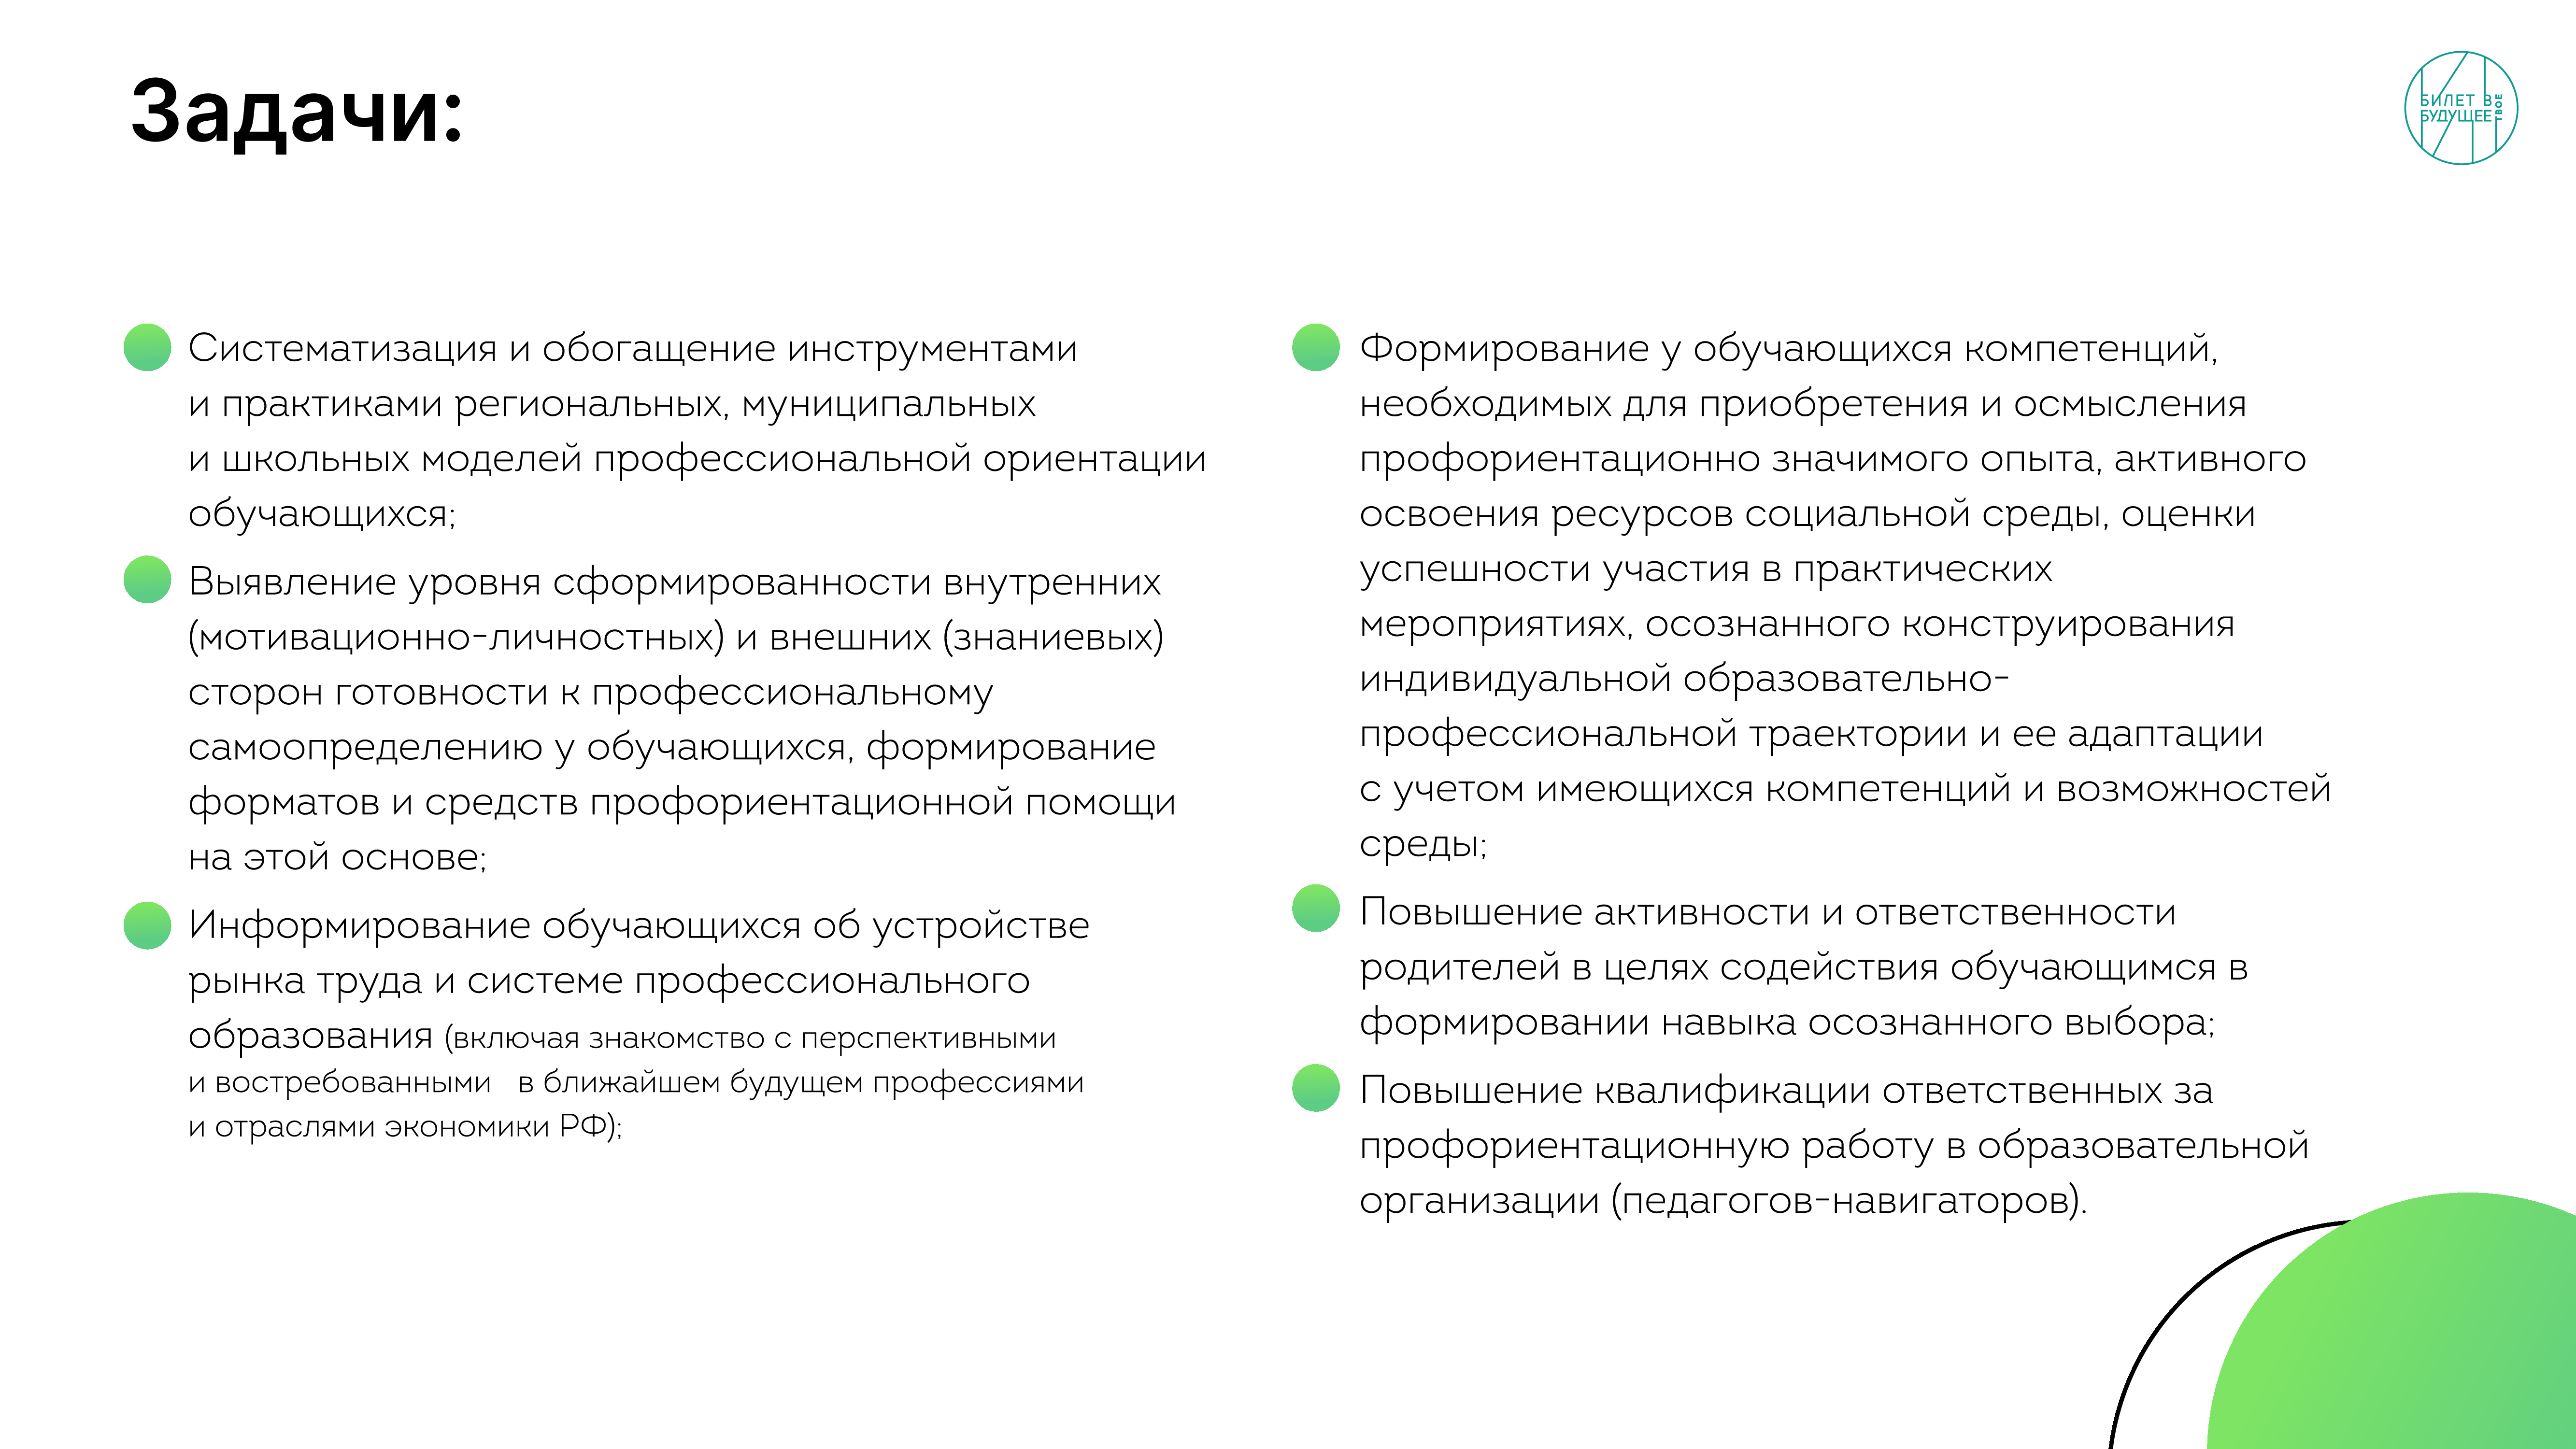 Задачи:
БИЛЕТ В
БУДУЩЕЕ
ТВОЕ
Систематизация и обогащение инструментами
и практиками региональных, муниципальных
и школьных моделей профессиональной ориентации
обучающихся;
Выявление уровня сформированности внутренних
(мотивационно-личностных) и внешних (знаниевых)
сторон готовности к профессиональному
самоопределению у обучающихся, формирование
форматов и средств профориентационной помощи
на этой основе;
Информирование обучающихся об устройстве
рынка труда и системе профессионального
образования (включая знакомство с перспективными
и востребованными в ближайшем будущем профессиями
и отраслями экономики РФ);
Формирование у обучающихся компетенций,
необходимых для приобретения и осмысления
профориентационно значимого опыта, активного
освоения ресурсов социальной среды, оценки
успешности участия в практических
мероприятиях, осознанного конструирования
индивидуальной образовательно-
профессиональной траектории и ее адаптации
с учетом имеющихся компетенций и возможностей
среды;
Повышение активности и ответственности
родителей в целях содействия обучающимся в
формировании навыка осознанного выбора;
Повышение квалификации ответственных за
профориентационную работу в образовательной
организации (педагогов-навигаторов).